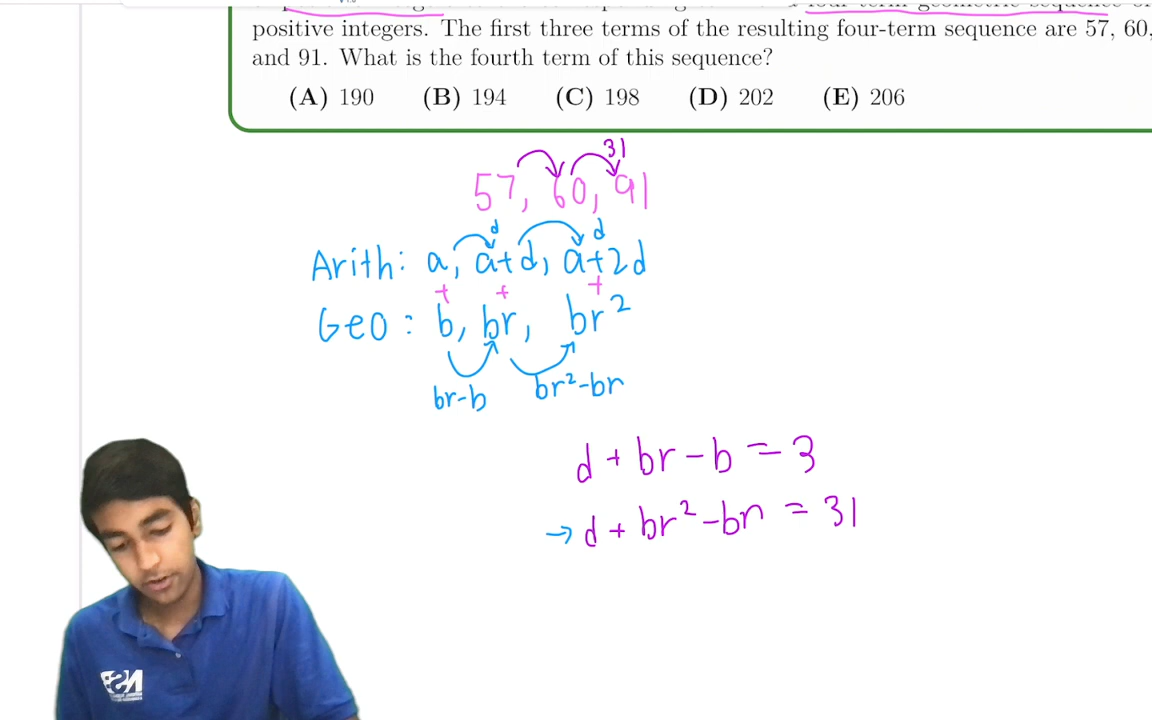 positive integers. The first three terms of the resulting four-term sequence are 57, 60,
and 91. What is the fourth term of this sequence?
(A) 190 (B) 194 (C) 198 (D) 202 (E) 206
31
57, 60, 91
d d
Arith: a, a+d, a+2d
+ + +
Geo: b, br, br²
br-b br²-br
d + br - b = 3
→ d + br² - br = 31